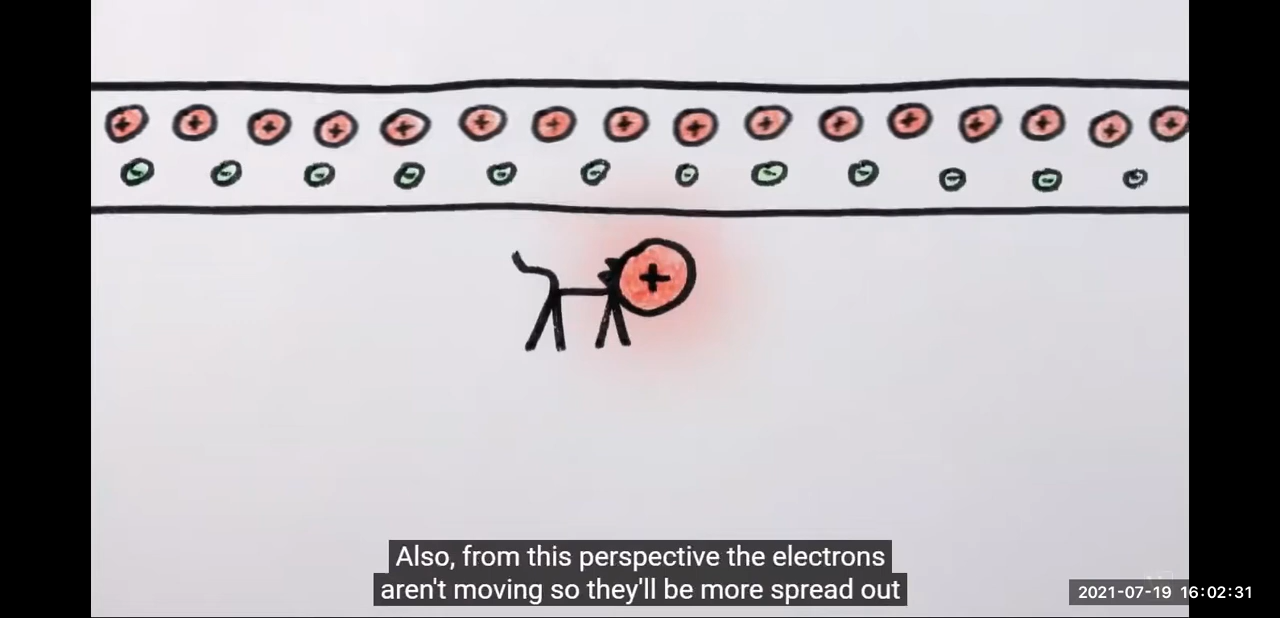 Also, from this perspective the electrons
aren't moving so they'll be more spread out
2021-07-19 16:02:31